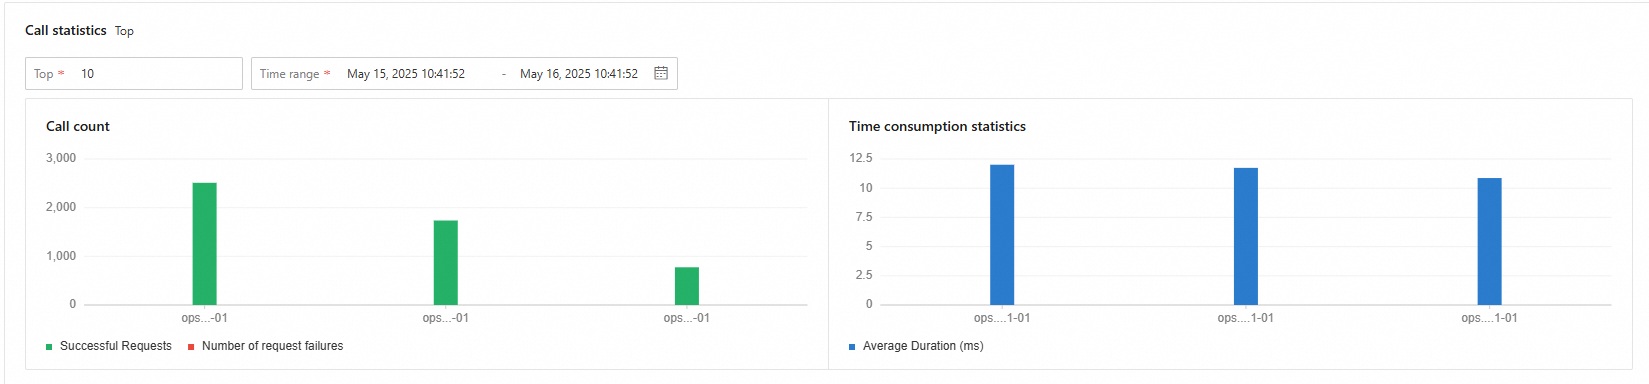 Call statistics Top
Top * 10 Time range * May 15, 2025 10:41:52 - May 16, 2025 10:41:52
Call count
3,000
2,000
1,000
0
ops...-01 ops...-01 ops...-01
Successful Requests Number of request failures
Time consumption statistics
12.5
10
7.5
5
2.5
0
ops....1-01 ops....1-01 ops....1-01
Average Duration (ms)